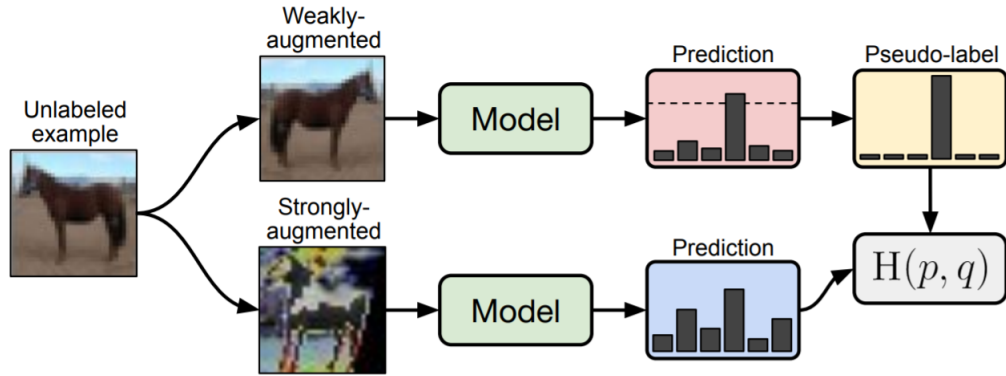 Unlabeled
example
Weakly-
augmented
Model
Prediction
Pseudo-label
Strongly-
augmented
Model
Prediction
H(p, q)